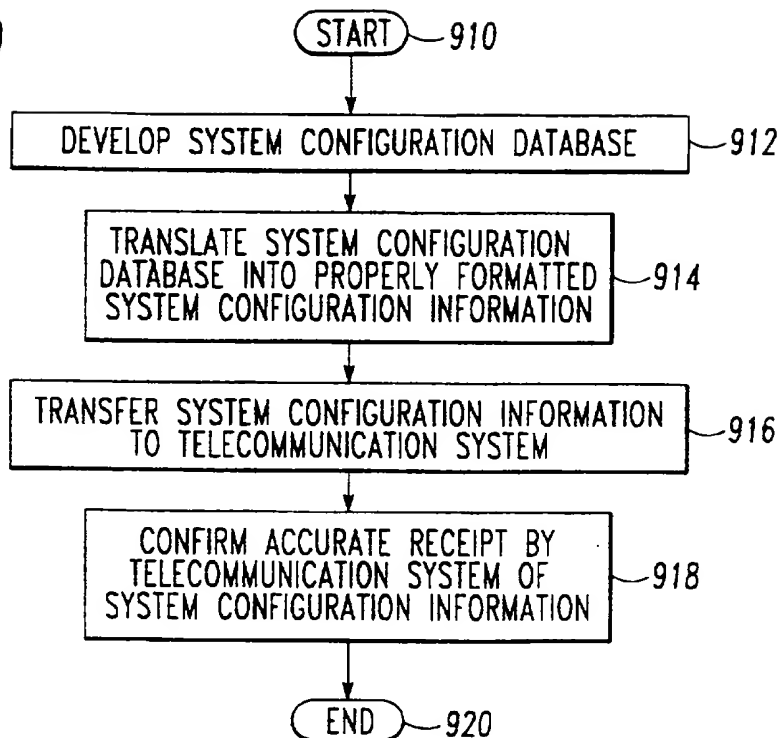 START 910
DEVELOP SYSTEM CONFIGURATION DATABASE 912
TRANSLATE SYSTEM CONFIGURATION
DATABASE INTO PROPERLY FORMATTED 914
SYSTEM CONFIGURATION INFORMATION
TRANSFER SYSTEM CONFIGURATION INFORMATION
TO TELECOMMUNICATION SYSTEM 916
CONFIRM ACCURATE RECEIPT BY
TELECOMMUNICATION SYSTEM OF 918
SYSTEM CONFIGURATION INFORMATION
END 920